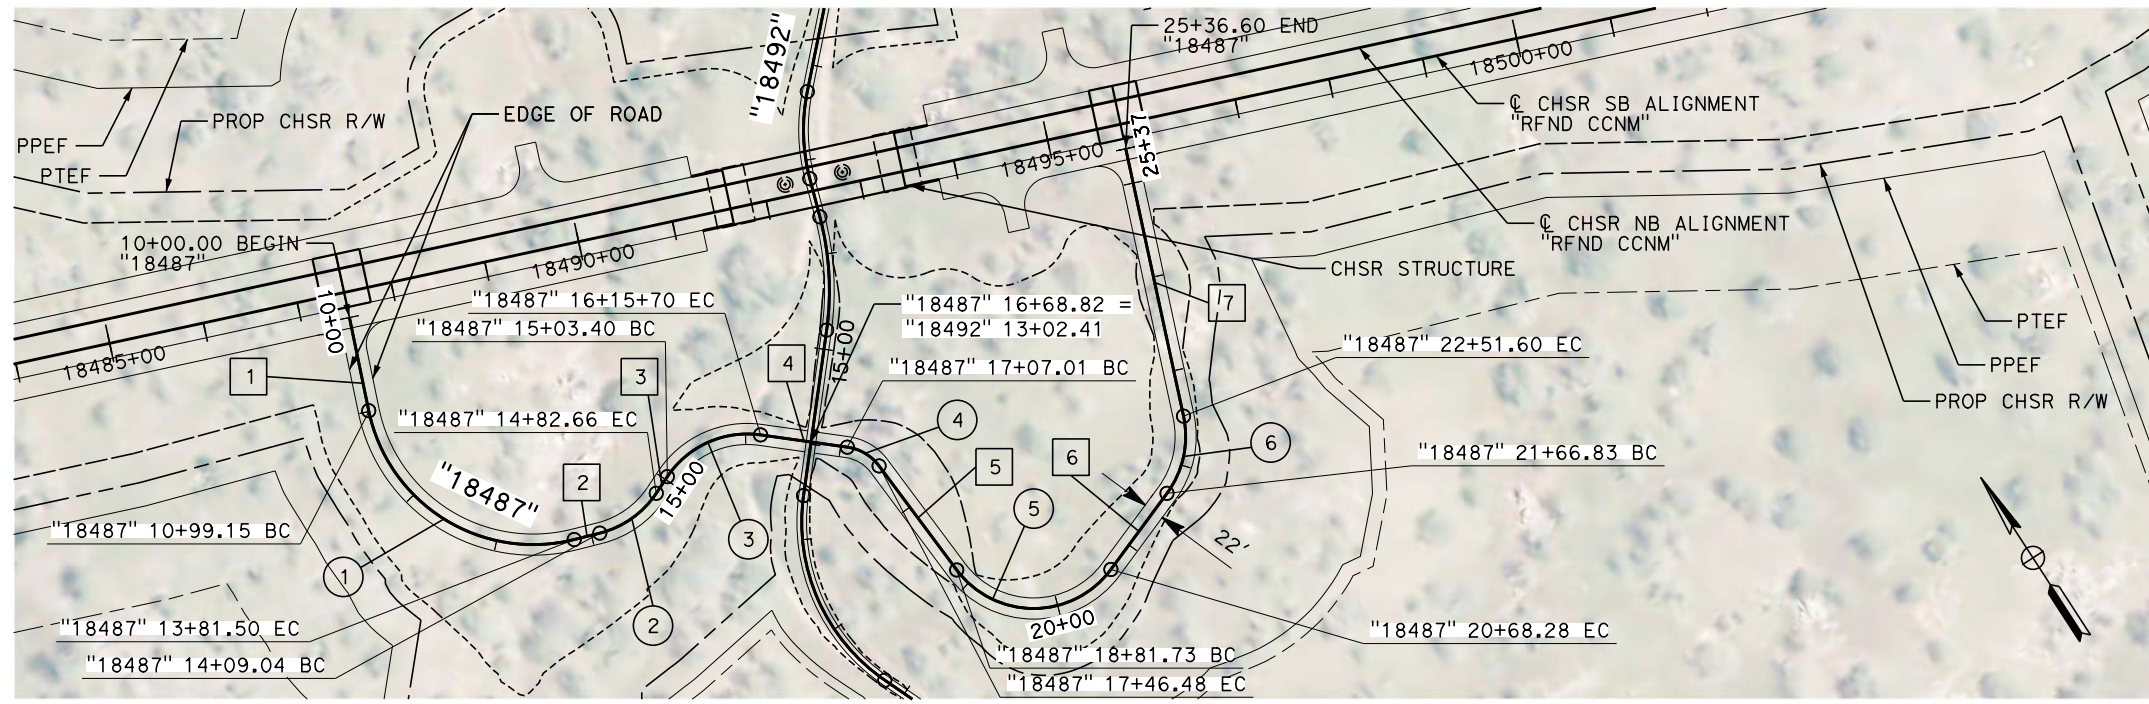 "18492"
25+36.60 END
"18487"
18500+00
℄ CHSR SB ALIGNMENT
"RFND CCNM"
PROP CHSR R/W
EDGE OF ROAD
PPEF
PTEF
25+37
18495+00
℄ CHSR NB ALIGNMENT
"RFND CCNM"
10+00.00 BEGIN
"18487"
18490+00
CHSR STRUCTURE
10+00
"18487" 16+15+70 EC
"18487" 15+03.40 BC
"18487" 16+68.82 =
"18492" 13+02.41
7
PTEF
18485+00
15+00
"18487" 22+51.60 EC
1
3
4
"18487" 17+07.01 BC
PPEF
PROP CHSR R/W
"18487" 14+82.66 EC
4
6
"18487" 21+66.83 BC
"18487"
2
15+00
5
6
5
"18487" 10+99.15 BC
1
3
22'
2
20+00
"18487" 13+81.50 EC
"18487" 20+68.28 EC
"18487" 14+09.04 BC
"18487" 18+81.73 BC
"18487" 17+46.48 EC